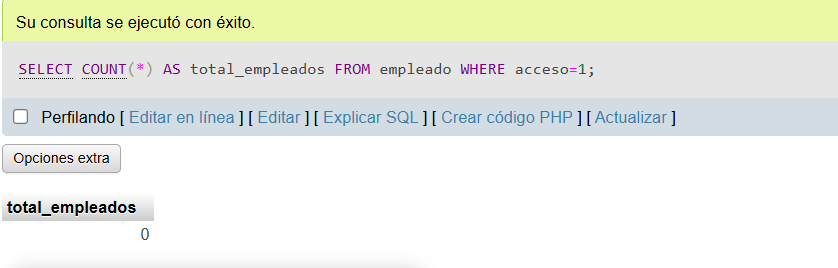 Su consulta se ejecutó con éxito.
SELECT COUNT(*) AS total_empleados FROM empleado WHERE acceso=1;
Perfilando [ Editar en línea ] [ Editar ] [ Explicar SQL ] [ Crear código PHP ] [ Actualizar ]
Opciones extra
total_empleados
0